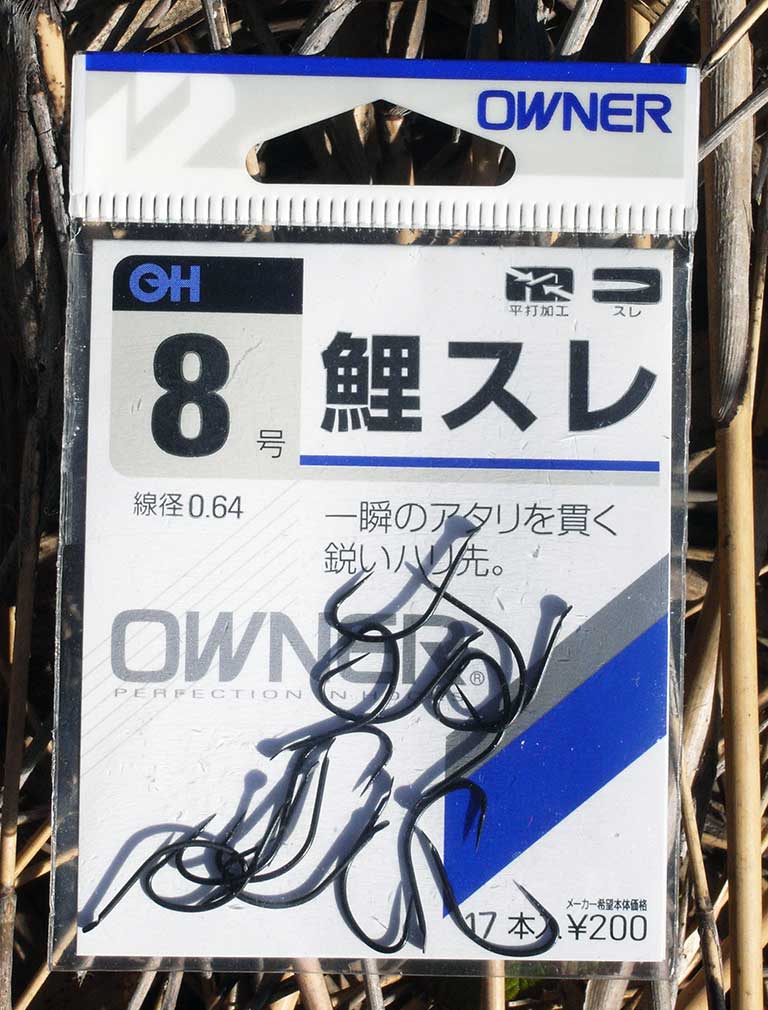 OWNER
OH
8号
平打加工
スレ
鯉スレ
線径0.64
一瞬のアタリを貫く
鋭いハリ先。
OWNER®
PERFECTION IN HOOKS
メーカー希望本体価格
17本入 ¥200